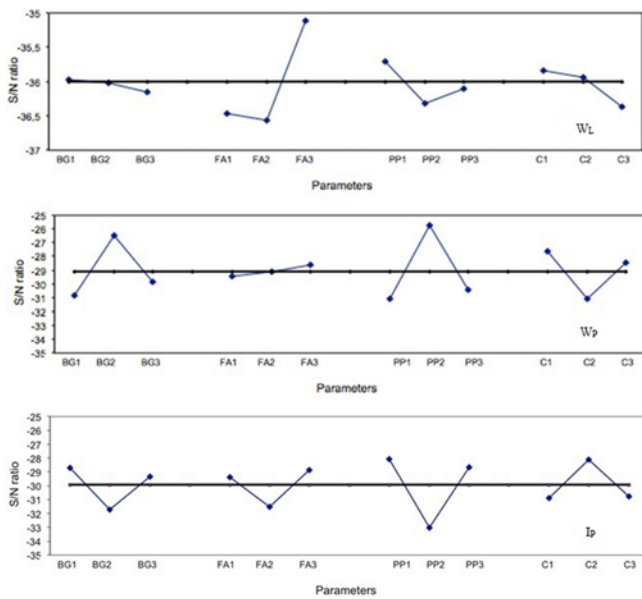 -35
-35,5
-36
-36,5
-37
S/N ratio
BG1 BG2 BG3 FA1 FA2 FA3 PP1 PP2 PP3 C1 C2 C3
W_L
Parameters
-25
-26
-27
-28
-29
-30
-31
-32
-33
-34
-35
S/N ratio
BG1 BG2 BG3 FA1 FA2 FA3 PP1 PP2 PP3 C1 C2 C3
W_P
Parameters
-25
-26
-27
-28
-29
-30
-31
-32
-33
-34
-35
S/N ratio
BG1 BG2 BG3 FA1 FA2 FA3 PP1 PP2 PP3 C1 C2 C3
I_P
Parameters